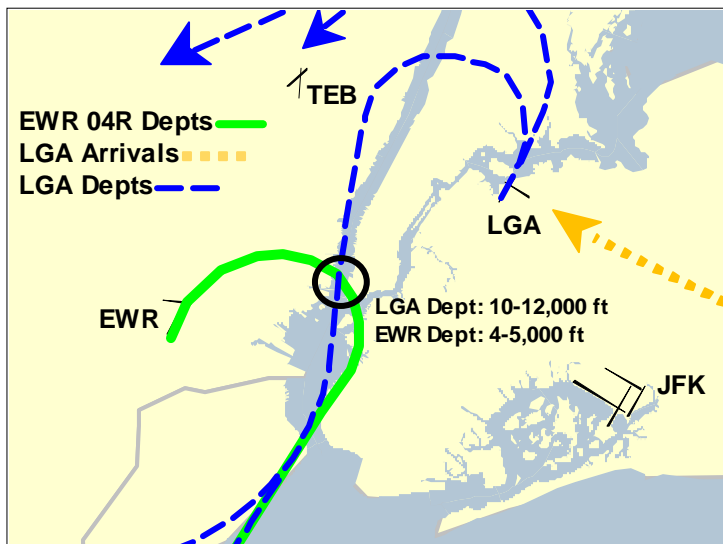 TEB
EWR 04R Depts
LGA Arrivals
LGA Depts
LGA
EWR
LGA Dept: 10-12,000 ft
EWR Dept: 4-5,000 ft
JFK